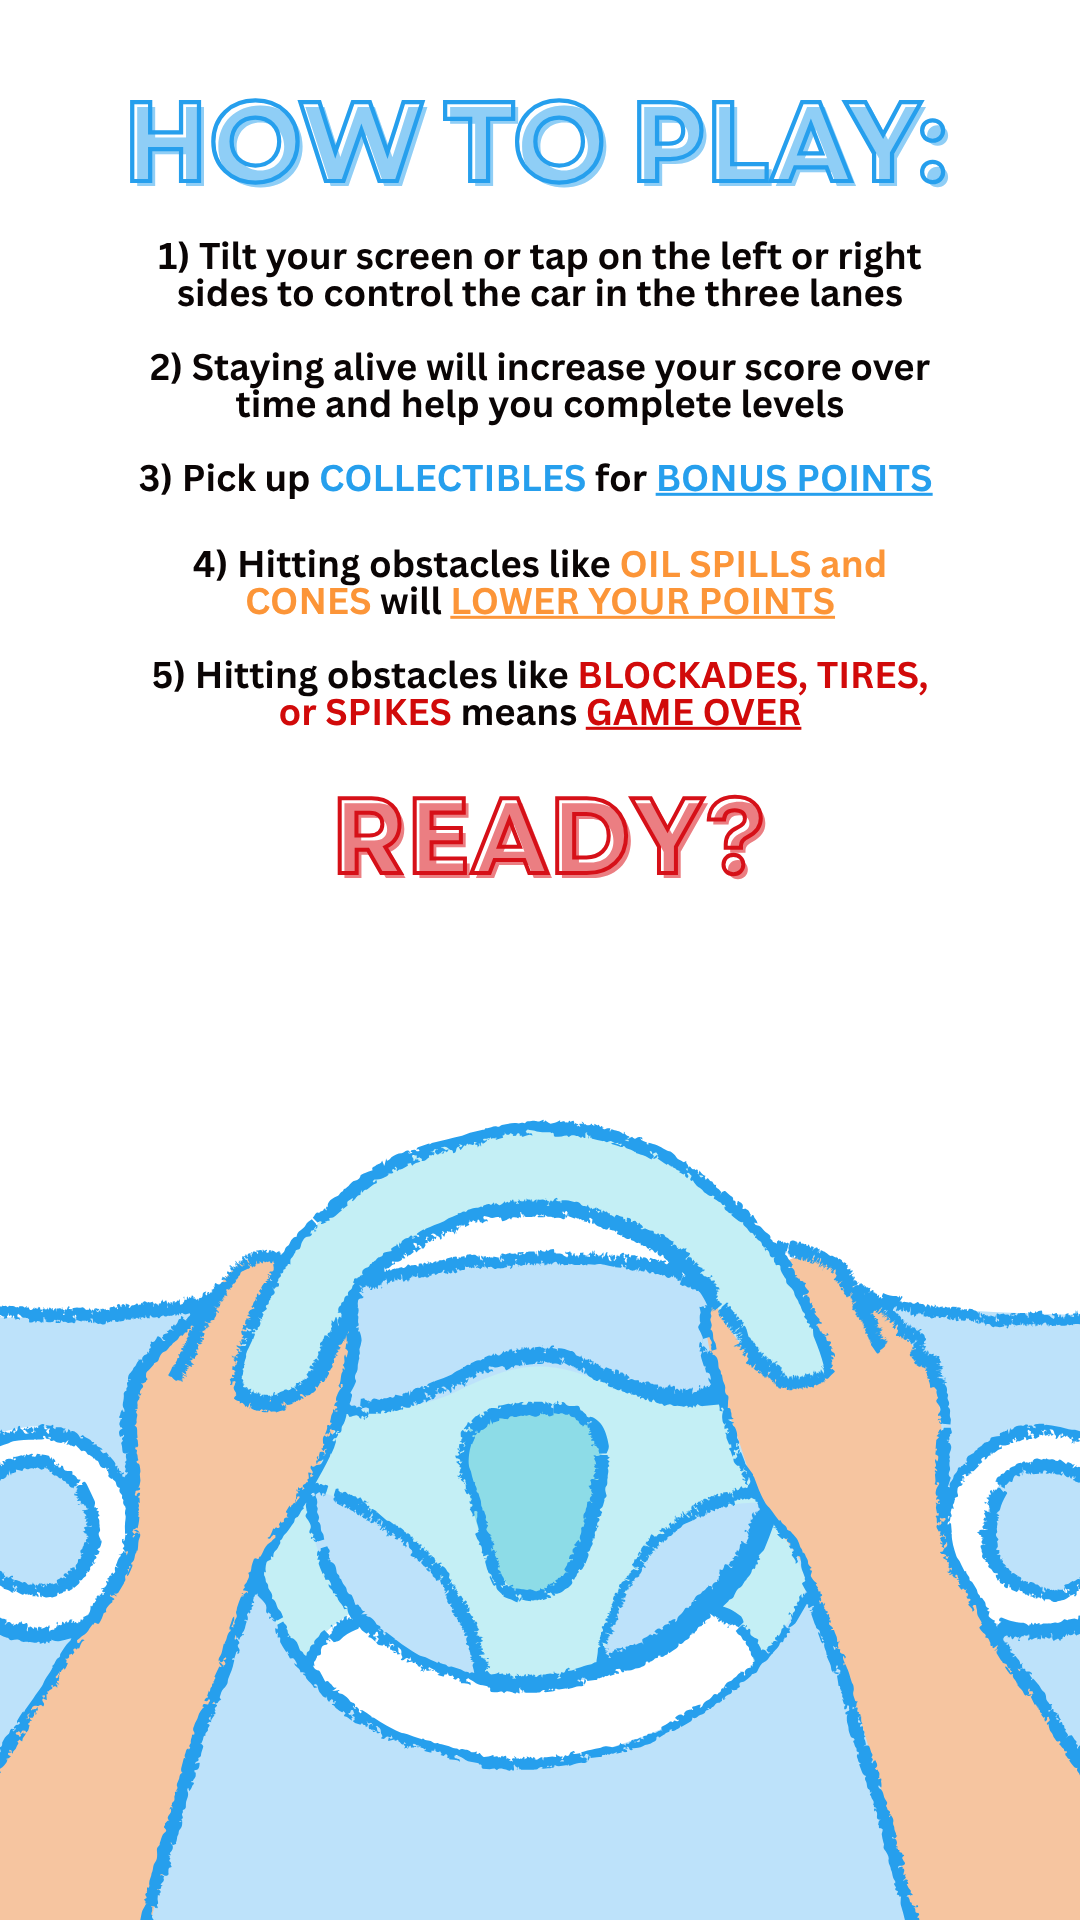 HOW TO PLAY:
1) Tilt your screen or tap on the left or right
sides to control the car in the three lanes
2) Staying alive will increase your score over
time and help you complete levels
3) Pick up COLLECTIBLES for BONUS POINTS
4) Hitting obstacles like OIL SPILLS and
CONES will LOWER YOUR POINTS
5) Hitting obstacles like BLOCKADES, TIRES,
or SPIKES means GAME OVER
READY?